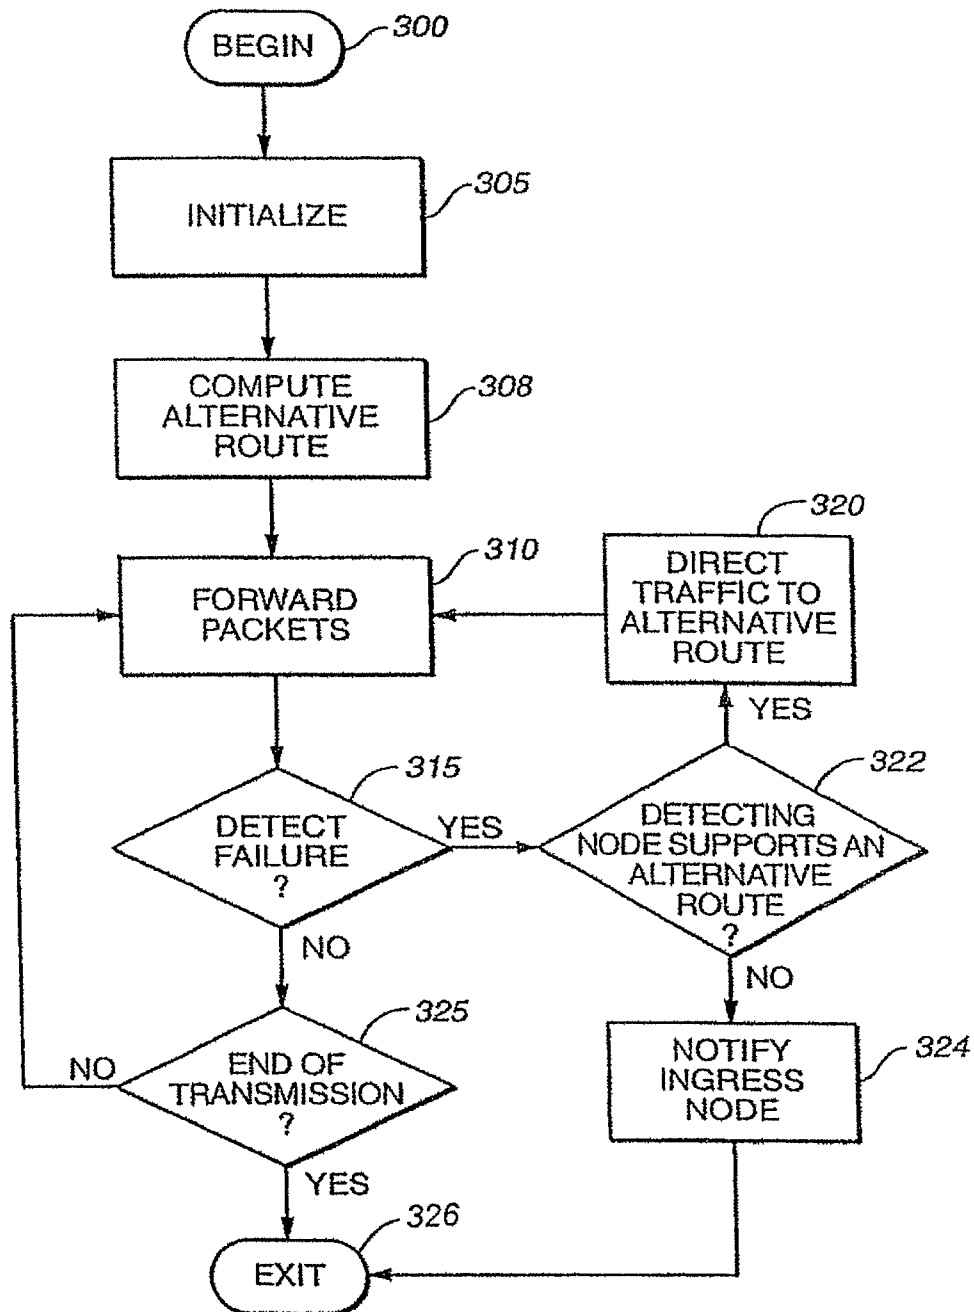 BEGIN
300
INITIALIZE
305
COMPUTE
ALTERNATIVE
ROUTE
308
FORWARD
PACKETS
310
DIRECT
TRAFFIC TO
ALTERNATIVE
ROUTE
320
YES
DETECT
FAILURE
?
315
YES
DETECTING
NODE SUPPORTS AN
ALTERNATIVE
ROUTE
?
322
NO
NO
END OF
TRANSMISSION
?
325
NO
NOTIFY
INGRESS
NODE
324
YES
EXIT
326